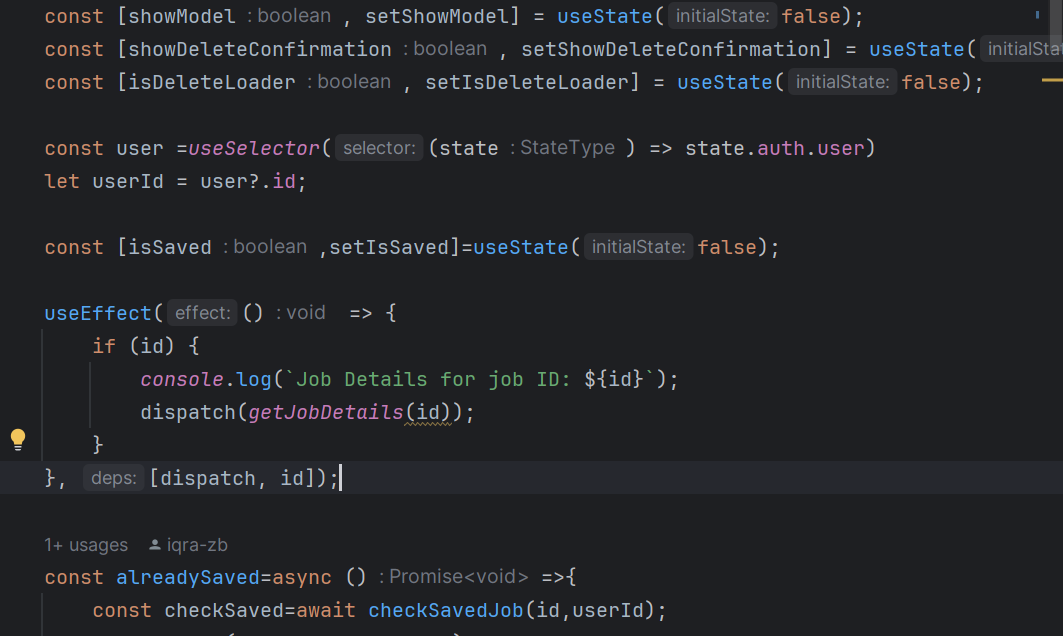 const [showModel : boolean , setShowModel] = useState( initialState: false);
const [showDeleteConfirmation : boolean , setShowDeleteConfirmation] = useState(
const [isDeleteLoader : boolean , setIsDeleteLoader] = useState( initialState: false);
const user =useSelector( selector: (state : StateType ) => state.auth.user)
let userId = user?.id;
const [isSaved : boolean ,setIsSaved]=useState( initialState: false);
useEffect( effect: () : void => {
if (id) {
console.log(`Job Details for job ID: ${id}`);
dispatch(getJobDetails(id));
}
}, deps: [dispatch, id]);
1+ usages iqra-zb
const alreadySaved=async () : Promise<void> =>{
const checkSaved=await checkSavedJob(id,userId);